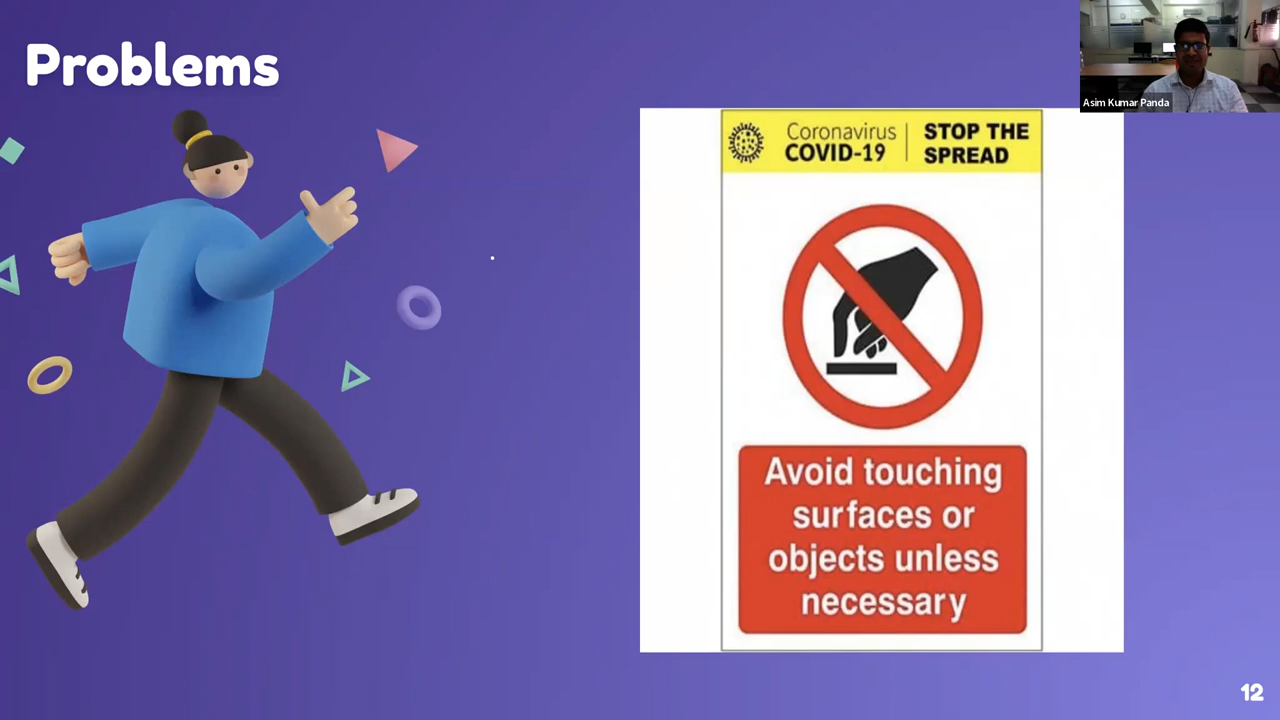 Problems
Asim Kumar Panda
Coronavirus
COVID-19
STOP THE
SPREAD
Avoid touching
surfaces or
objects unless
necessary
12